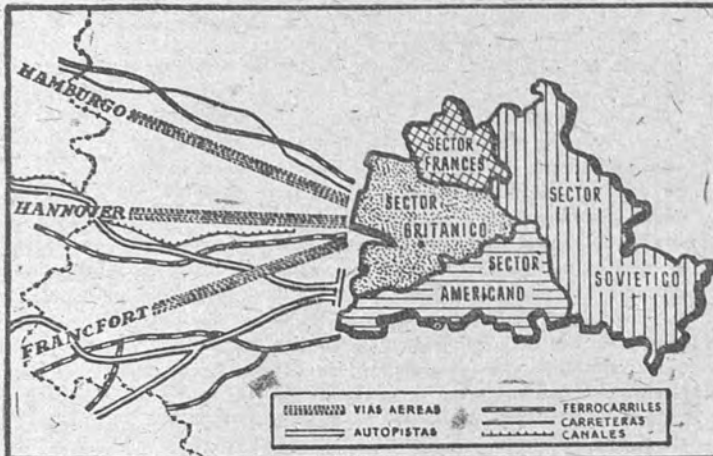 HAMBURGO
HANNOVER
FRANCFORT
SECTOR
FRANCES
SECTOR
BRITANICO
SECTOR
AMERICANO
SECTOR
SOVIETICO
VIAS AEREAS
AUTOPISTAS
FERROCARRILES
CARRETERAS
CANALES